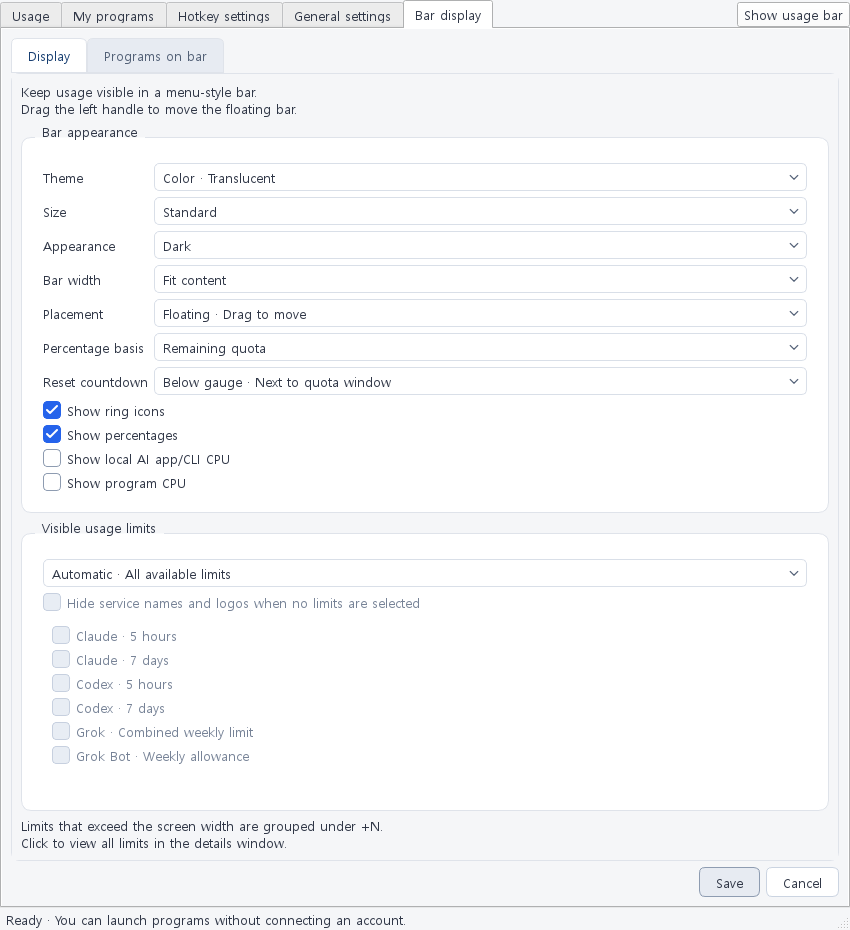 Usage
My programs
Hotkey settings
General settings
Bar display
Show usage bar
Display
Programs on bar
Keep usage visible in a menu-style bar.
Drag the left handle to move the floating bar.
Bar appearance
Theme
Color · Translucent
Size
Standard
Appearance
Dark
Bar width
Fit content
Placement
Floating · Drag to move
Percentage basis
Remaining quota
Reset countdown
Below gauge · Next to quota window
Show ring icons
Show percentages
Show local AI app/CLI CPU
Show program CPU
Visible usage limits
Automatic · All available limits
Hide service names and logos when no limits are selected
Claude · 5 hours
Claude · 7 days
Codex · 5 hours
Codex · 7 days
Grok · Combined weekly limit
Grok Bot · Weekly allowance
Limits that exceed the screen width are grouped under +N.
Click to view all limits in the details window.
Save
Cancel
Ready · You can launch programs without connecting an account.